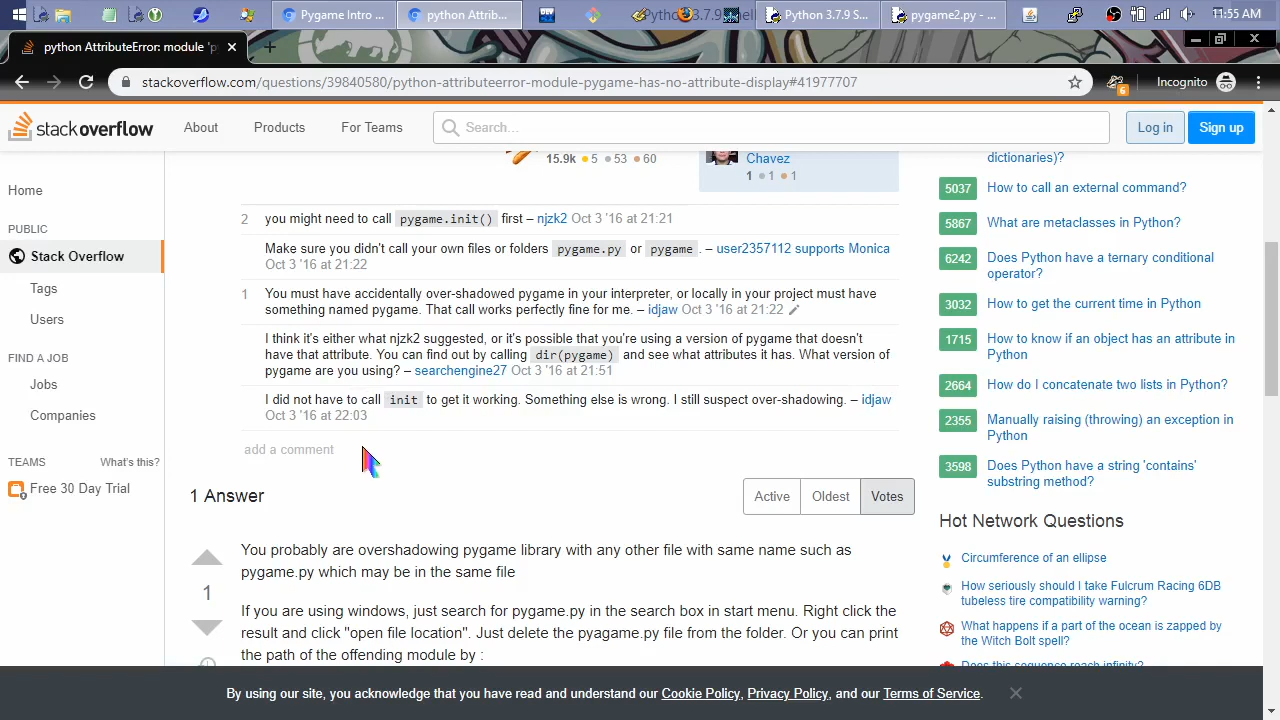 Pygame Intro ...
python Attrib...
Python 3.7.9 Shell
Python 3.7.9 S...
pygame2.py - ...
11:55 AM
python AttributeError: module 'p
stackoverflow.com/questions/39840580/python-attributeerror-module-pygame-has-no-attribute-display#41977707
6
Incognito
stackoverflow
About
Products
For Teams
Search...
Log in
Sign up
Home
PUBLIC
Stack Overflow
Tags
Users
FIND A JOB
Jobs
Companies
TEAMS
What's this?
Free 30 Day Trial
15.9k 5 53 60
Chavez
1 1 1
2 you might need to call pygame.init() first – njzk2 Oct 3 '16 at 21:21
Make sure you didn't call your own files or folders pygame.py or pygame . – user2357112 supports Monica
Oct 3 '16 at 21:22
1 You must have accidentally over-shadowed pygame in your interpreter, or locally in your project must have
something named pygame. That call works perfectly fine for me. – idjaw Oct 3 '16 at 21:22
I think it's either what njzk2 suggested, or it's possible that you're using a version of pygame that doesn't
have that attribute. You can find out by calling dir(pygame) and see what attributes it has. What version of
pygame are you using? – searchengine27 Oct 3 '16 at 21:51
I did not have to call init to get it working. Something else is wrong. I still suspect over-shadowing. – idjaw
Oct 3 '16 at 22:03
add a comment
1 Answer
Active
Oldest
Votes
1
You probably are overshadowing pygame library with any other file with same name such as
pygame.py which may be in the same file
If you are using windows, just search for pygame.py in the search box in start menu. Right click the
result and click "open file location". Just delete the pyagame.py file from the folder. Or you can print
the path of the offending module by :
dictionaries)?
5037 How to call an external command?
5867 What are metaclasses in Python?
6242 Does Python have a ternary conditional
operator?
3032 How to get the current time in Python
1715 How to know if an object has an attribute in
Python
2664 How do I concatenate two lists in Python?
2355 Manually raising (throwing) an exception in
Python
3598 Does Python have a string 'contains'
substring method?
Hot Network Questions
Circumference of an ellipse
How seriously should I take Fulcrum Racing 6DB
tubeless tire compatibility warning?
What happens if a part of the ocean is zapped by
the Witch Bolt spell?
Does this sequence reach infinity?
By using our site, you acknowledge that you have read and understand our Cookie Policy, Privacy Policy, and our Terms of Service.